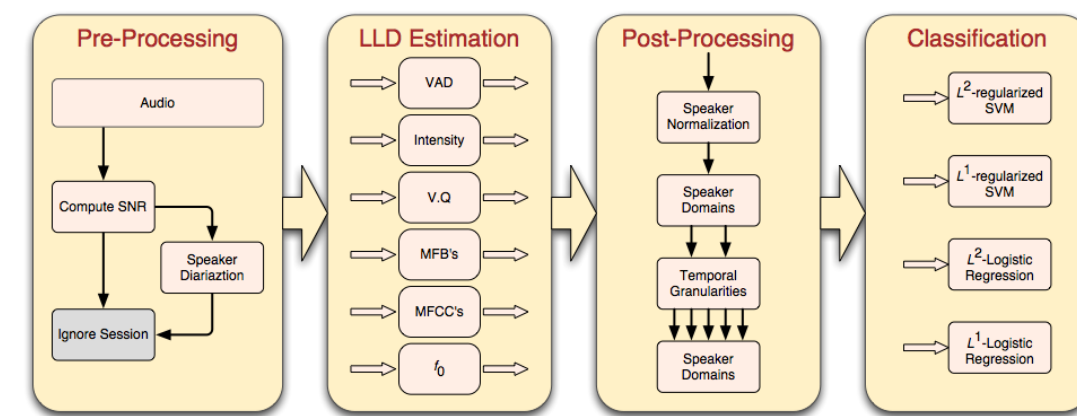 Pre-Processing
Audio
Compute SNR
Speaker
Diariaztion
Ignore Session
LLD Estimation
VAD
Intensity
V.Q
MFB's
MFCC's
f0
Post-Processing
Speaker
Normalization
Speaker
Domains
Temporal
Granularities
Speaker
Domains
Classification
L2-regularized
SVM
L1-regularized
SVM
L2-Logistic
Regression
L1-Logistic
Regression